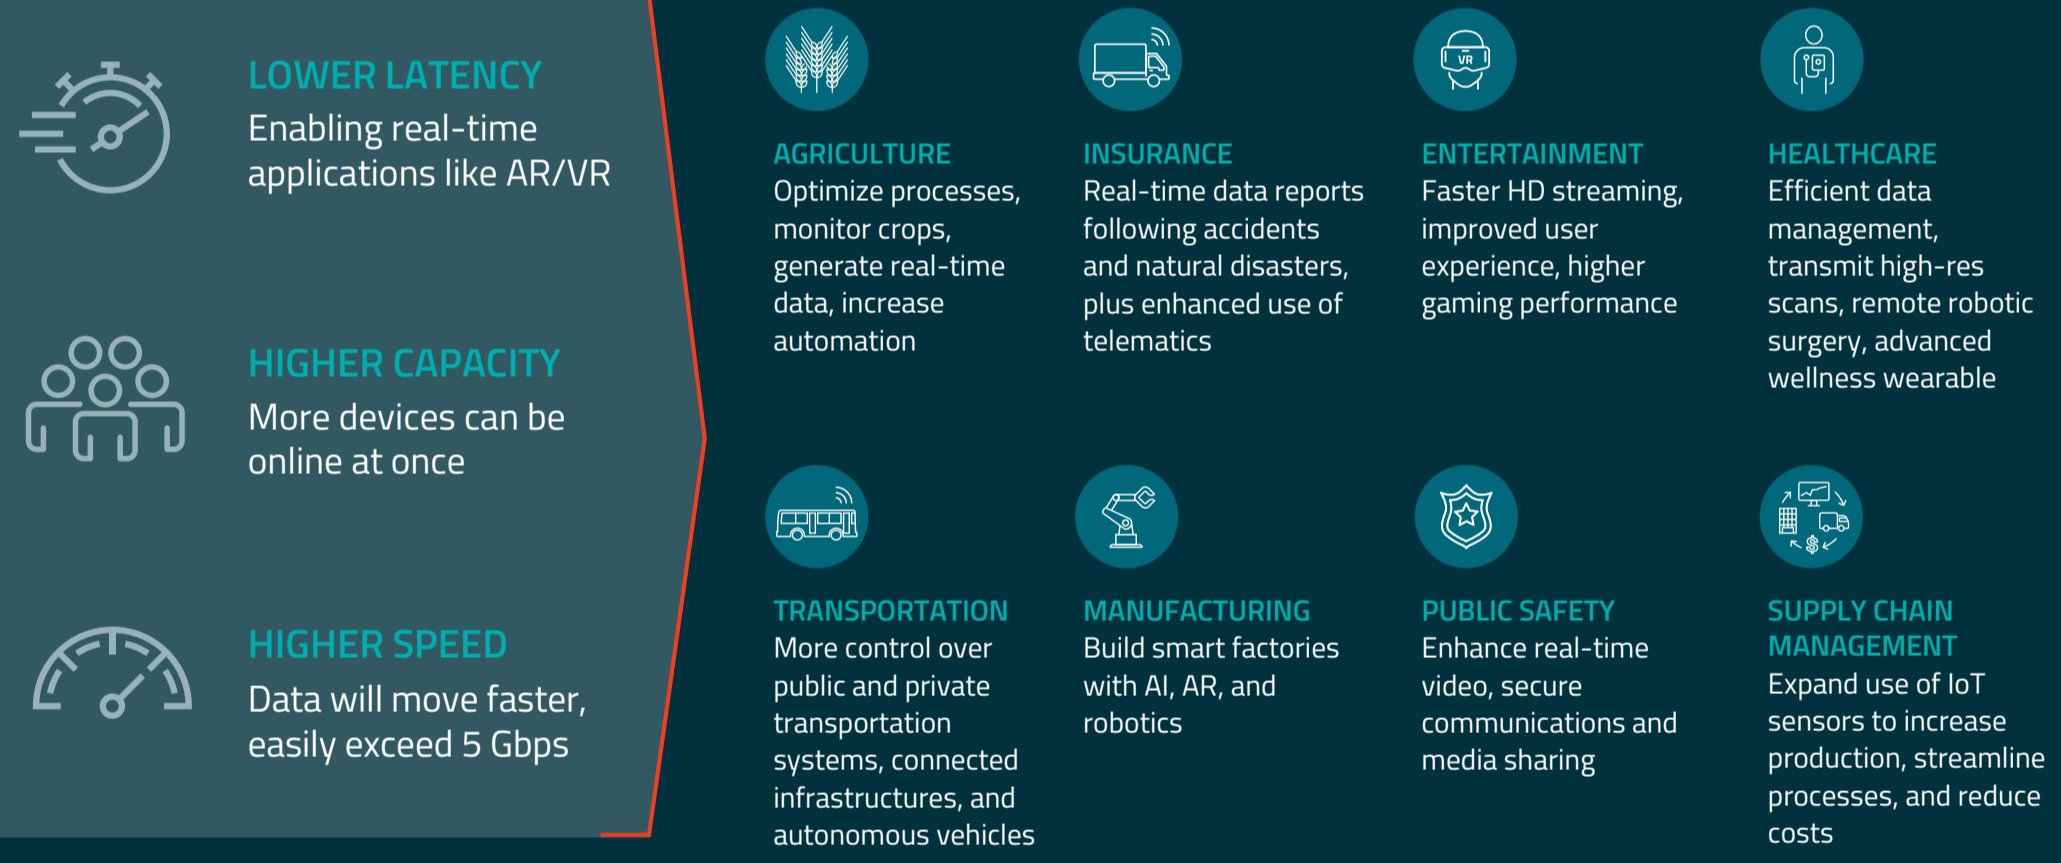 LOWER LATENCY
Enabling real-time
applications like AR/VR
HIGHER CAPACITY
More devices can be
online at once
HIGHER SPEED
Data will move faster,
easily exceed 5 Gbps
AGRICULTURE
Optimize processes,
monitor crops,
generate real-time
data, increase
automation
INSURANCE
Real-time data reports
following accidents
and natural disasters,
plus enhanced use of
telematics
VR
ENTERTAINMENT
Faster HD streaming,
improved user
experience, higher
gaming performance
HEALTHCARE
Efficient data
management,
transmit high-res
scans, remote robotic
surgery, advanced
wellness wearable
TRANSPORTATION
More control over
public and private
transportation
systems, connected
infrastructures, and
autonomous vehicles
MANUFACTURING
Build smart factories
with AI, AR, and
robotics
PUBLIC SAFETY
Enhance real-time
video, secure
communications and
media sharing
$
SUPPLY CHAIN
MANAGEMENT
Expand use of IoT
sensors to increase
production, streamline
processes, and reduce
costs